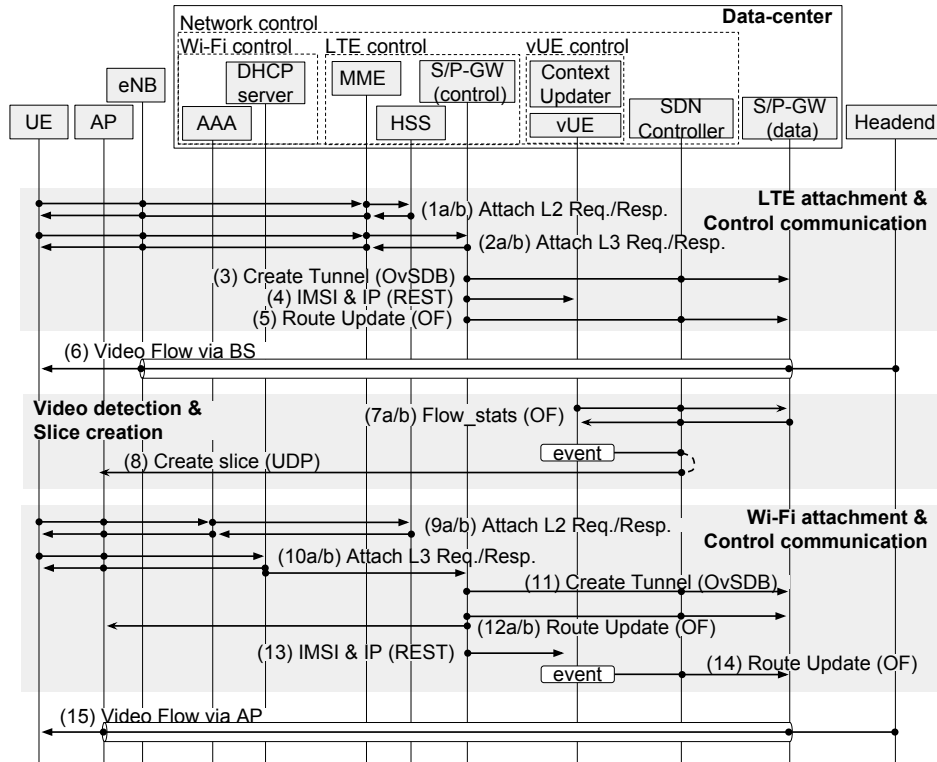 Data-center
Network control
Wi-Fi control
LTE control
vUE control
eNB
DHCP
server
MME
S/P-GW
(control)
Context
Updater
UE
AP
AAA
HSS
vUE
SDN
Controller
S/P-GW
(data)
Headend
LTE attachment &
Control communication
(1a/b) Attach L2 Req./Resp.
(2a/b) Attach L3 Req./Resp.
(3) Create Tunnel (OvSDB)
(4) IMSI & IP (REST)
(5) Route Update (OF)
(6) Video Flow via BS
Video detection &
Slice creation
(7a/b) Flow_stats (OF)
event
(8) Create slice (UDP)
Wi-Fi attachment &
Control communication
(9a/b) Attach L2 Req./Resp.
(10a/b) Attach L3 Req./Resp.
(11) Create Tunnel (OvSDB)
(12a/b) Route Update (OF)
(13) IMSI & IP (REST)
event
(14) Route Update (OF)
(15) Video Flow via AP